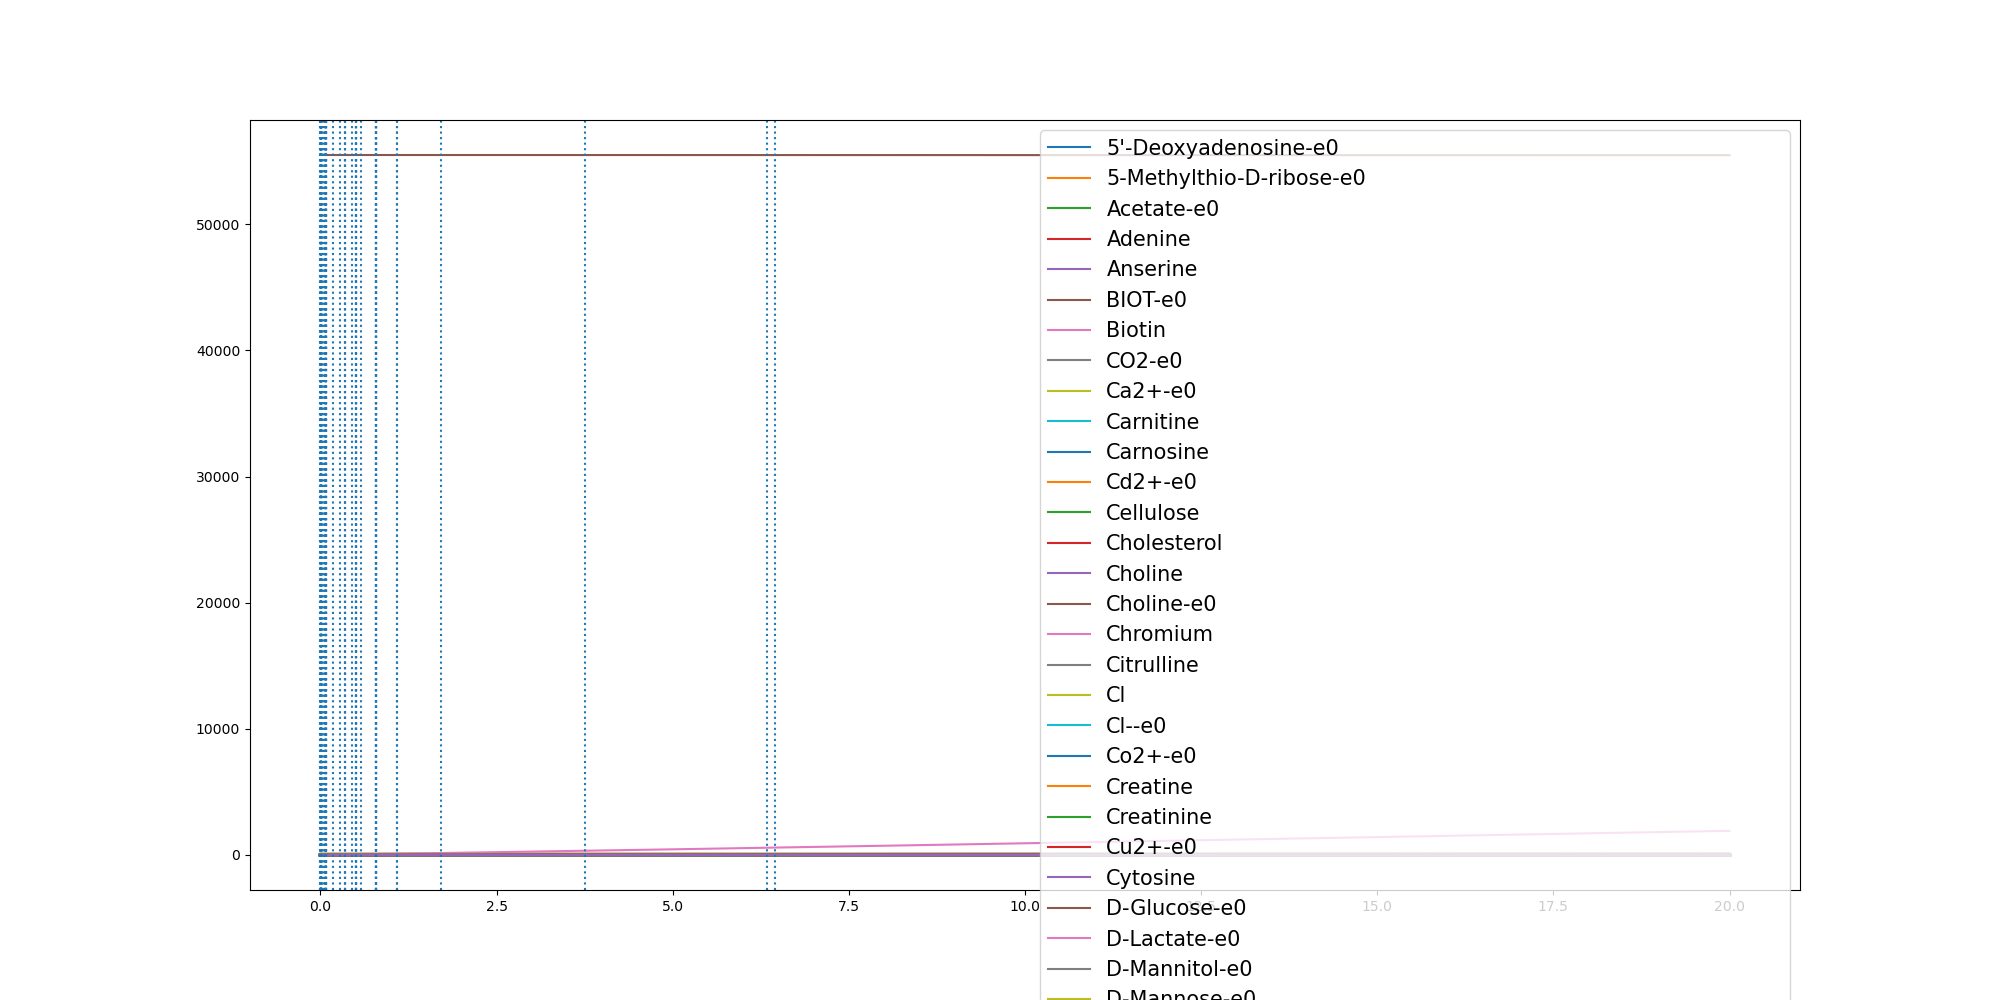 5'-Deoxyadenosine-e0
5-Methylthio-D-ribose-e0
Acetate-e0
Adenine
Anserine
BIOT-e0
Biotin
CO2-e0
Ca2+-e0
Carnitine
Carnosine
Cd2+-e0
Cellulose
Cholesterol
Choline
Choline-e0
Chromium
Citrulline
Cl
Cl--e0
Co2+-e0
Creatine
Creatinine
Cu2+-e0
Cytosine
D-Glucose-e0
D-Lactate-e0
D-Mannitol-e0
D-Mannose-e0
50000
40000
30000
20000
10000
0
0.0 2.5 5.0 7.5 10.0 15.0 17.5 20.0